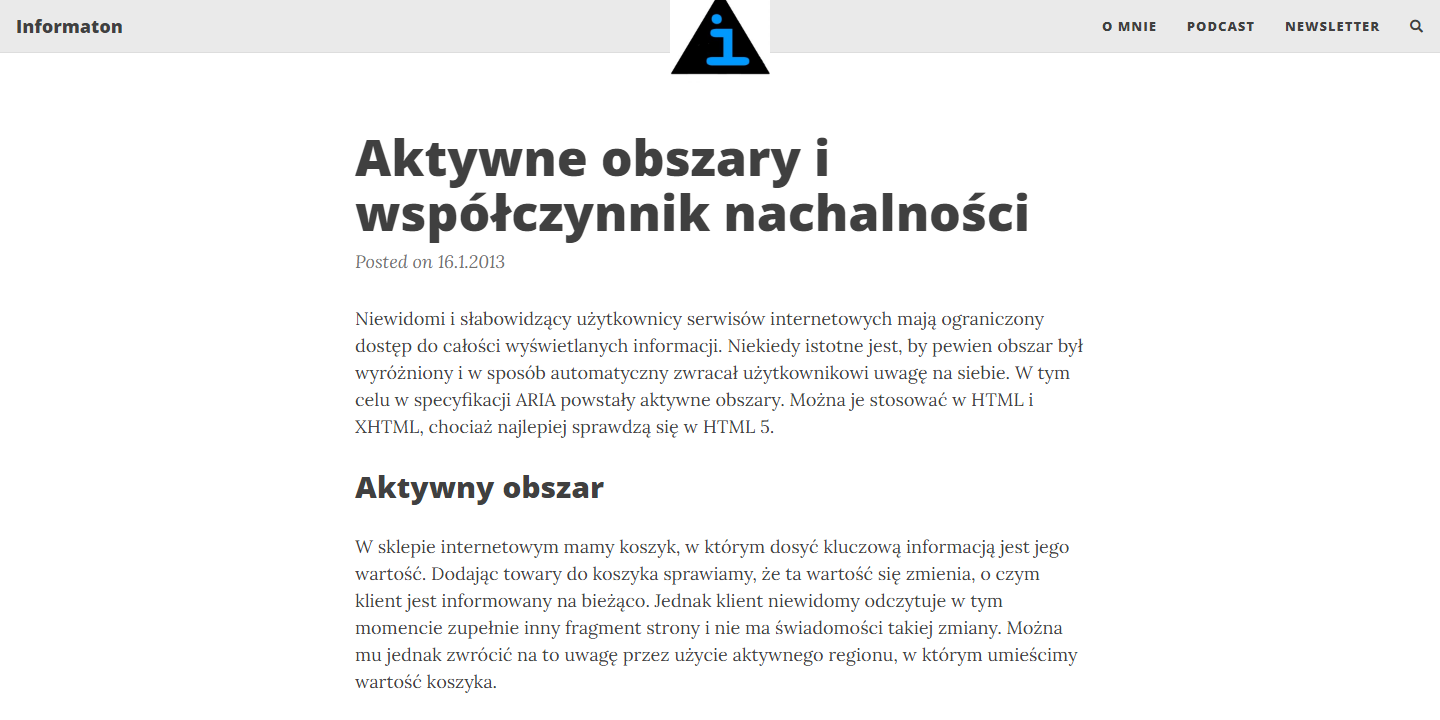 Informaton
i
O MNIE
PODCAST
NEWSLETTER
Aktywne obszary i
współczynnik nachalności
Posted on 16.1.2013
Niewidomi i słabowidzący użytkownicy serwisów internetowych mają ograniczony
dostęp do całości wyświetlanych informacji. Niekiedy istotne jest, by pewien obszar był
wyróżniony i w sposób automatyczny zwracał użytkownikowi uwagę na siebie. W tym
celu w specyfikacji ARIA powstały aktywne obszary. Można je stosować w HTML i
XHTML, chociaż najlepiej sprawdzą się w HTML 5.
Aktywny obszar
W sklepie internetowym mamy koszyk, w którym dosyć kluczową informacją jest jego
wartość. Dodając towary do koszyka sprawiamy, że ta wartość się zmienia, o czym
klient jest informowany na bieżąco. Jednak klient niewidomy odczytuje w tym
momencie zupełnie inny fragment strony i nie ma świadomości takiej zmiany. Można
mu jednak zwrócić na to uwagę przez użycie aktywnego regionu, w którym umieścimy
wartość koszyka.